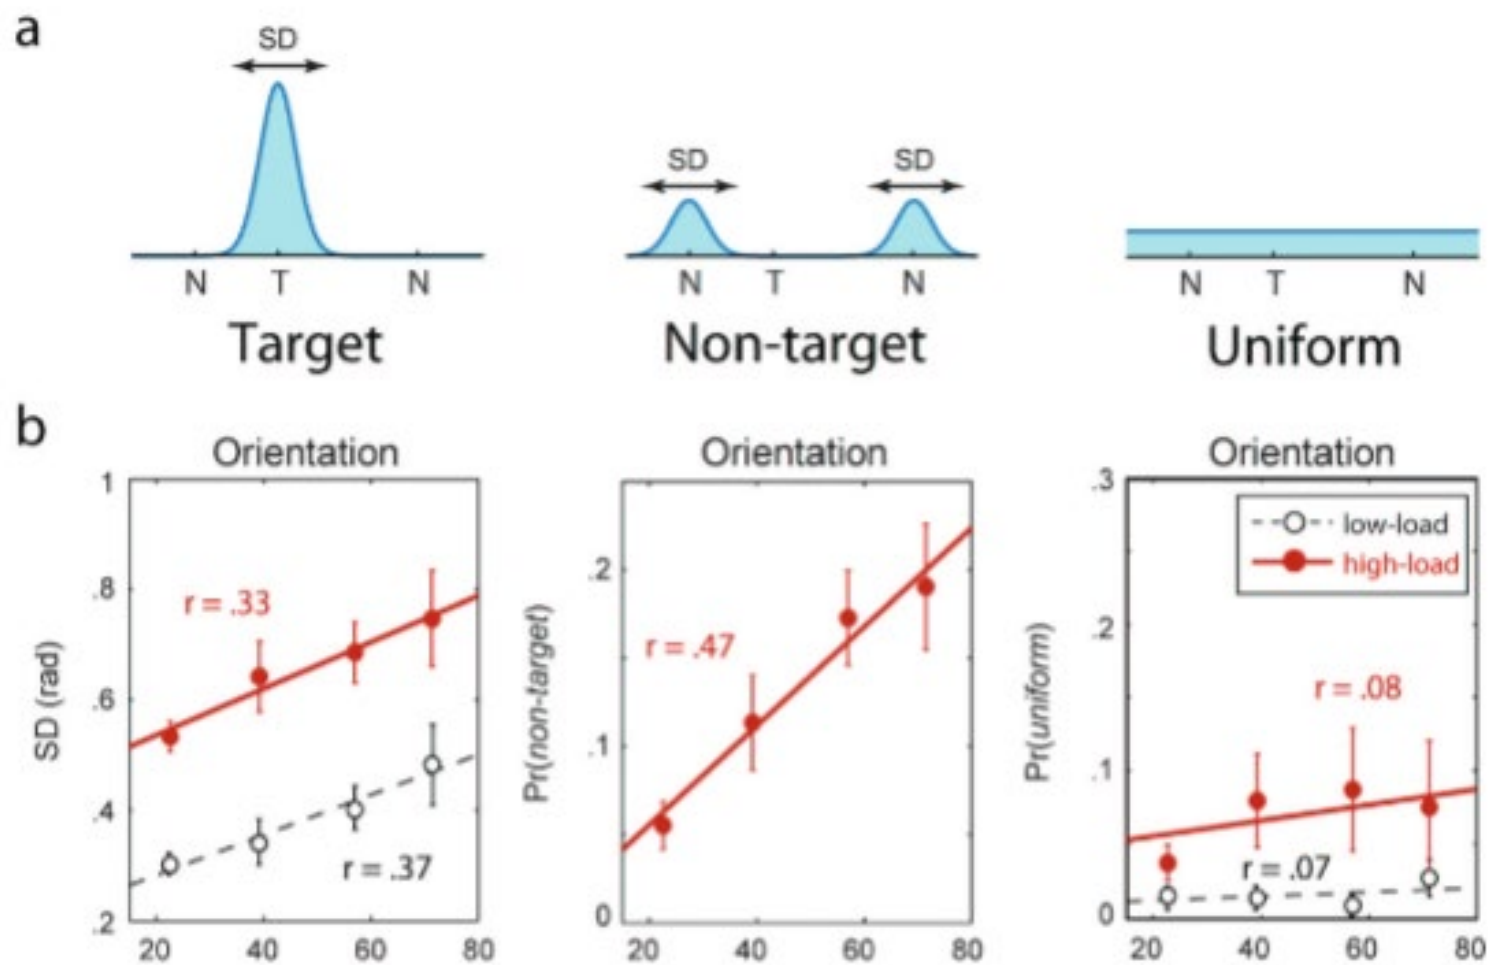 a
SD
SD
SD
N T N
N T N
N T N
Target
Non-target
Uniform
b
Orientation
SD (rad)
1
.8
.6
.4
.2
r = .33
r = .37
20 40 60 80
Orientation
Pr(non-target)
.2
.1
0
r = .47
20 40 60 80
Orientation
Pr(uniform)
.3
.2
.1
0
low-load
high-load
r = .08
r = .07
20 40 60 80